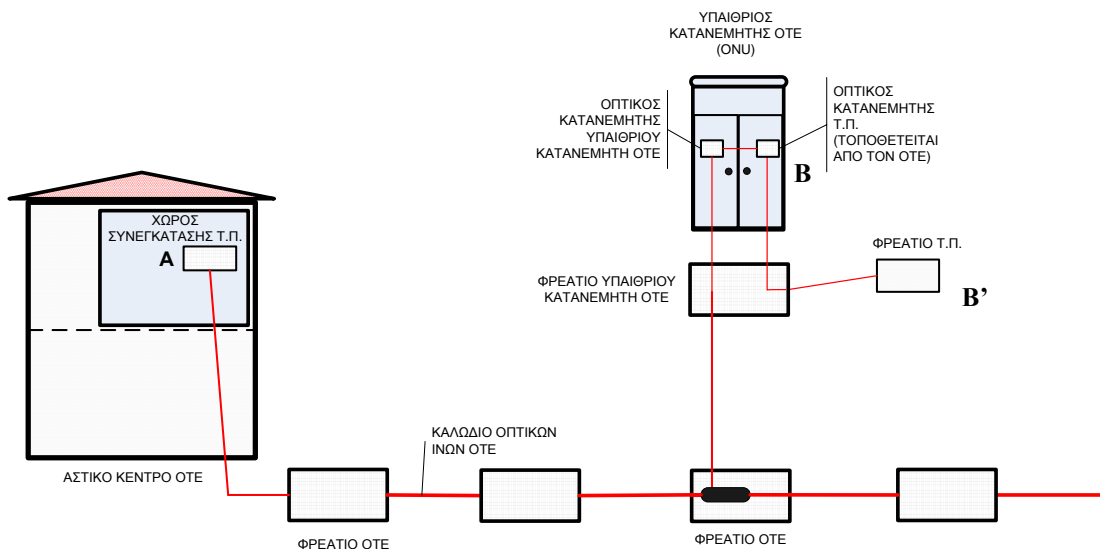 ΥΠΑΙΘΡΙΟΣ
ΚΑΤΑΝΕΜΗΤΗΣ ΟΤΕ
(ONU)
ΟΠΤΙΚΟΣ
ΚΑΤΑΝΕΜΗΤΗΣ
ΥΠΑΙΘΡΙΟΥ
ΚΑΤΑΝΕΜΗΤΗ ΟΤΕ
ΟΠΤΙΚΟΣ
ΚΑΤΑΝΕΜΗΤΗΣ
Τ.Π.
(ΤΟΠΟΘΕΤΕΙΤΑΙ
ΑΠΟ ΤΟΝ ΟΤΕ)
B
ΧΩΡΟΣ
ΣΥΝΕΓΚΑΤΑΣΗΣ Τ.Π.
A
ΦΡΕΑΤΙΟ Τ.Π.
B’
ΦΡΕΑΤΙΟ ΥΠΑΙΘΡΙΟΥ
ΚΑΤΑΝΕΜΗΤΗ ΟΤΕ
ΚΑΛΩΔΙΟ ΟΠΤΙΚΩΝ
ΙΝΩΝ ΟΤΕ
ΑΣΤΙΚΟ ΚΕΝΤΡΟ ΟΤΕ
ΦΡΕΑΤΙΟ ΟΤΕ
ΦΡΕΑΤΙΟ ΟΤΕ